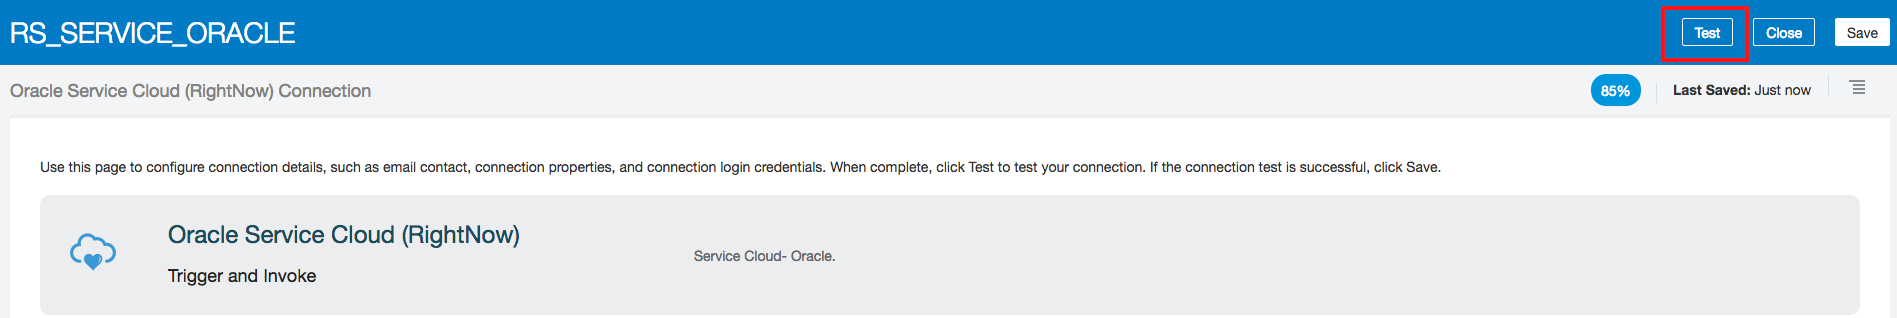 RS_SERVICE_ORACLE
Test
Close
Save
Oracle Service Cloud (RightNow) Connection
85%
Last Saved: Just now
Use this page to configure connection details, such as email contact, connection properties, and connection login credentials. When complete, click Test to test your connection. If the connection test is successful, click Save.
Oracle Service Cloud (RightNow)
Service Cloud- Oracle.
Trigger and Invoke